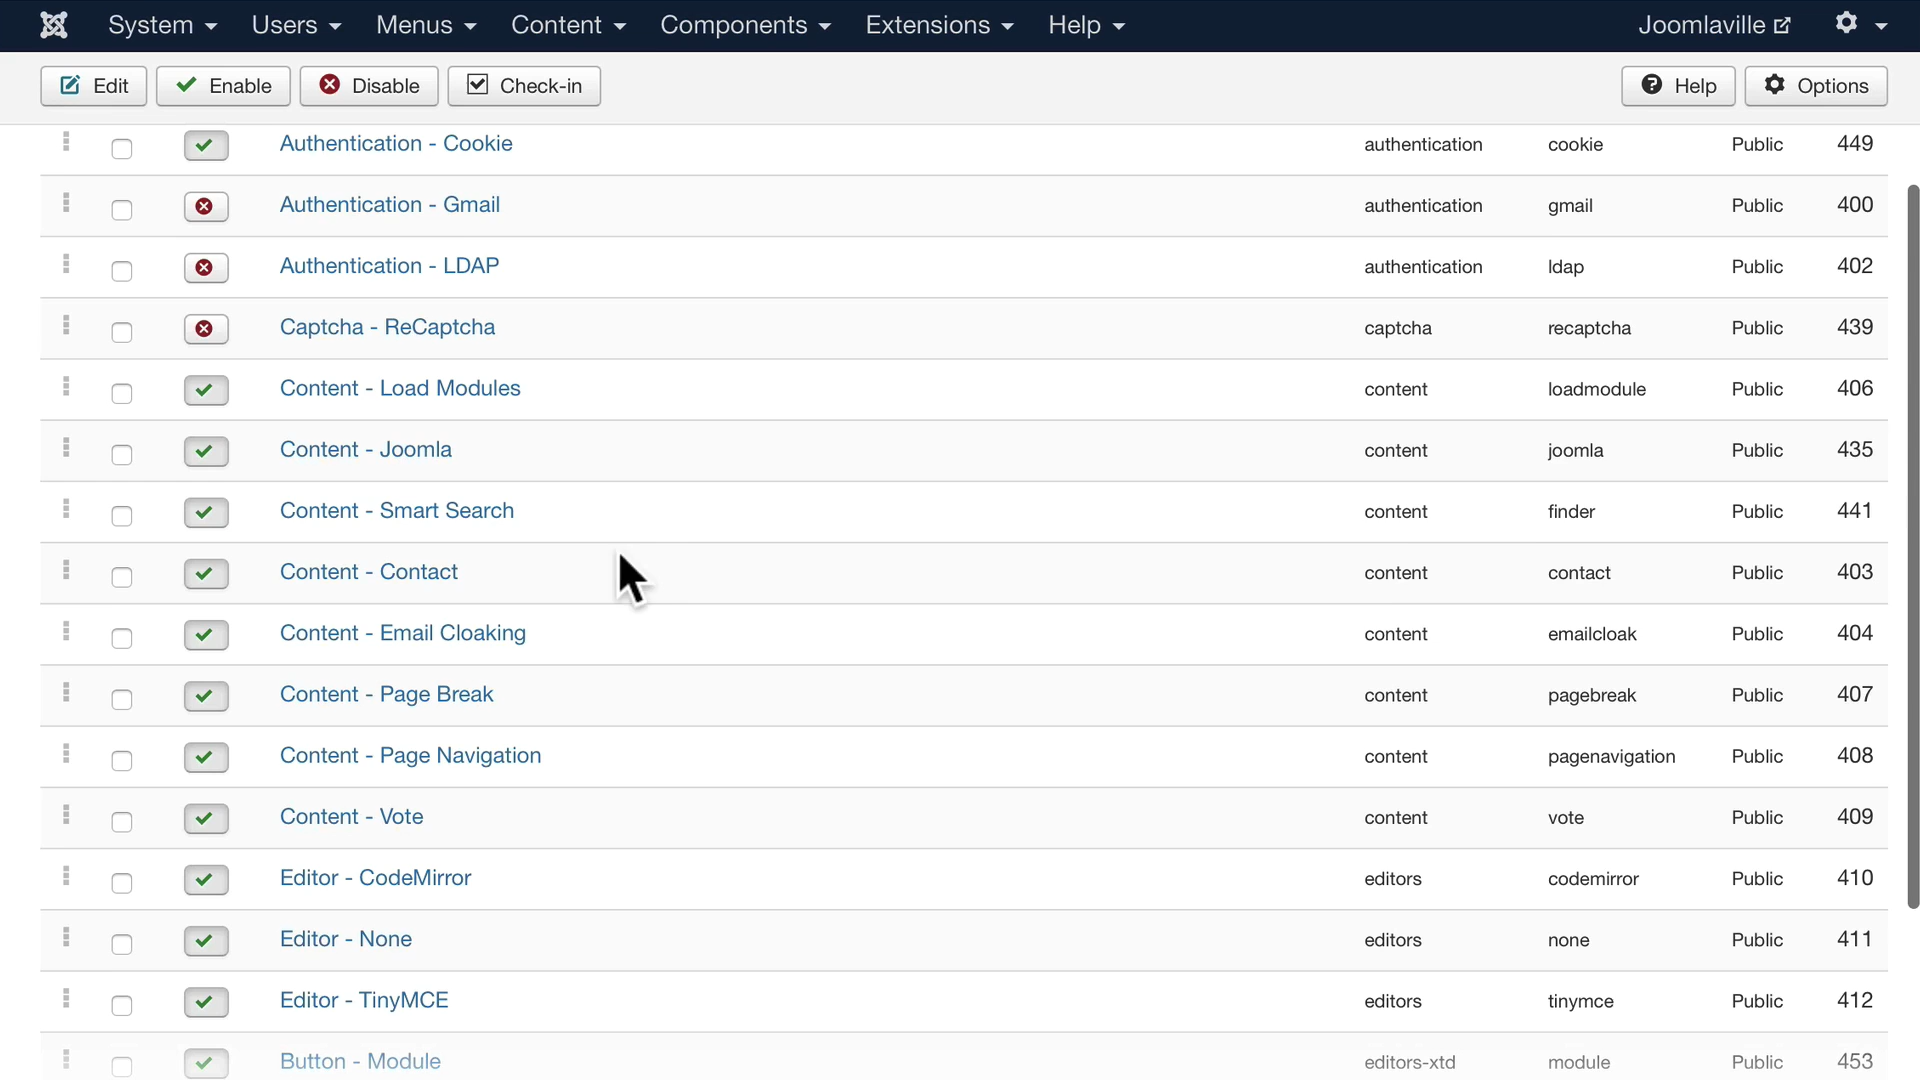 System Users Menus Content Components Extensions Help Joomlaville
Edit Enable Disable Check-in Help Options
Authentication - Cookie authentication cookie Public 449
Authentication - Gmail authentication gmail Public 400
Authentication - LDAP authentication ldap Public 402
Captcha - ReCaptcha captcha recaptcha Public 439
Content - Load Modules content loadmodule Public 406
Content - Joomla content joomla Public 435
Content - Smart Search content finder Public 441
Content - Contact content contact Public 403
Content - Email Cloaking content emailcloak Public 404
Content - Page Break content pagebreak Public 407
Content - Page Navigation content pagenavigation Public 408
Content - Vote content vote Public 409
Editor - CodeMirror editors codemirror Public 410
Editor - None editors none Public 411
Editor - TinyMCE editors tinymce Public 412
Button - Module editors-xtd module Public 453